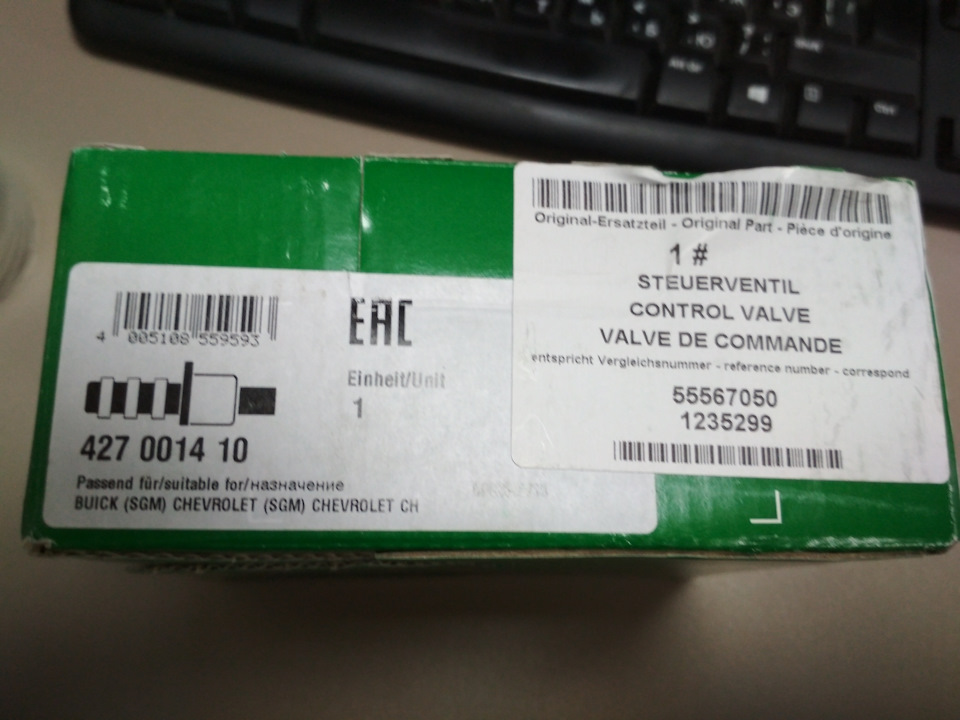 4 005108 559593
EAC
Einheit/Unit
1
427 0014 10
Passend für/suitable for/назначение
BUICK (SGM) CHEVROLET (SGM) CHEVROLET CH
Original-Ersatzteil - Original Part - Pièce d'origine
1 #
STEUERVENTIL
CONTROL VALVE
VALVE DE COMMANDE
entspricht Vergleichsnummer - reference number - correspond
55567050
1235299